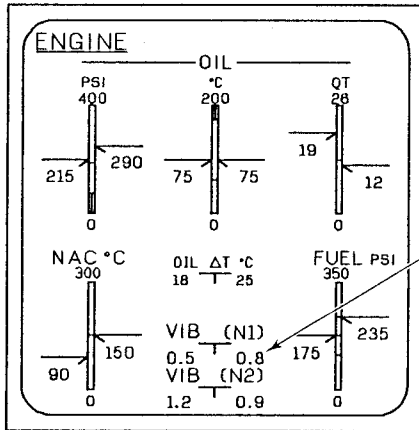 ENGINE
OIL
PSI °C QT
400 200 28
290 19
215 75 75 12
0 0 0
NAC °C OIL ΔT °C FUEL PSI
300 18 25 350
VIB (N1)
150 0.5 0.8 175 235
90 VIB (N2)
0 1.2 0.9 0